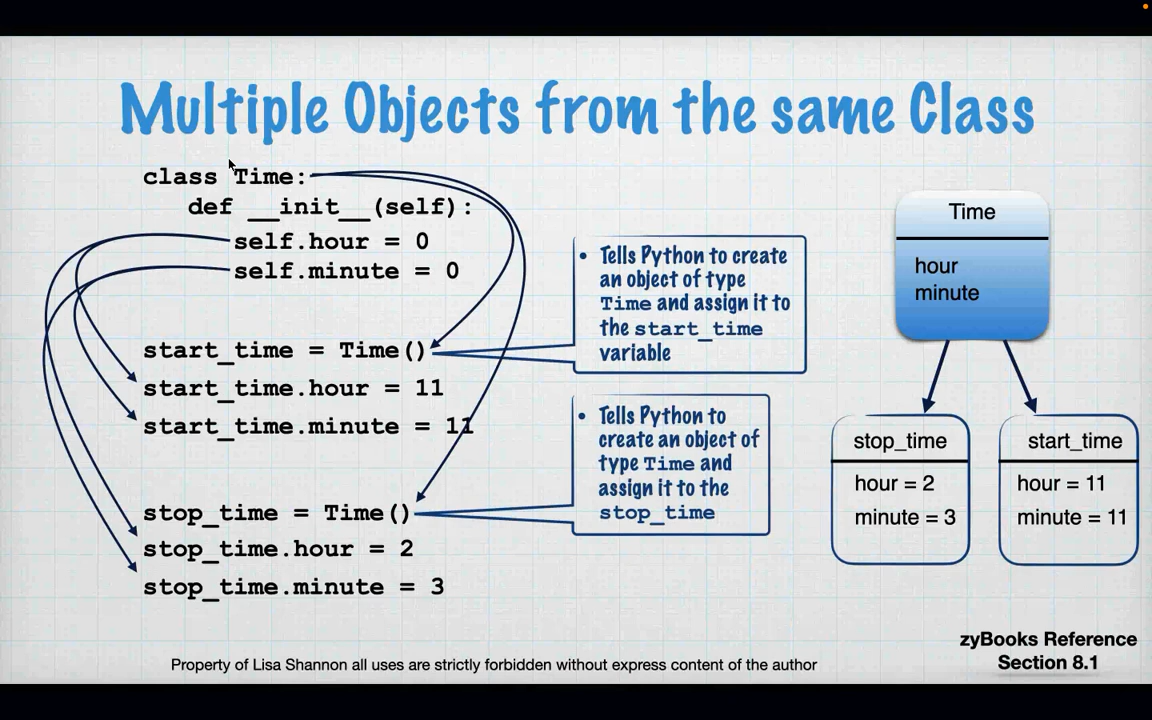 Multiple Objects from the same Class
class Time:
def __init__(self):
self.hour = 0
self.minute = 0
start_time = Time()
start_time.hour = 11
start_time.minute = 11
stop_time = Time()
stop_time.hour = 2
stop_time.minute = 3
• Tells Python to create
an object of type
Time and assign it to
the start_time
variable
• Tells Python to
create an object of
type Time and
assign it to the
stop_time
Time
hour
minute
stop_time
hour = 2
minute = 3
start_time
hour = 11
minute = 11
zyBooks Reference
Section 8.1
Property of Lisa Shannon all uses are strictly forbidden without express content of the author